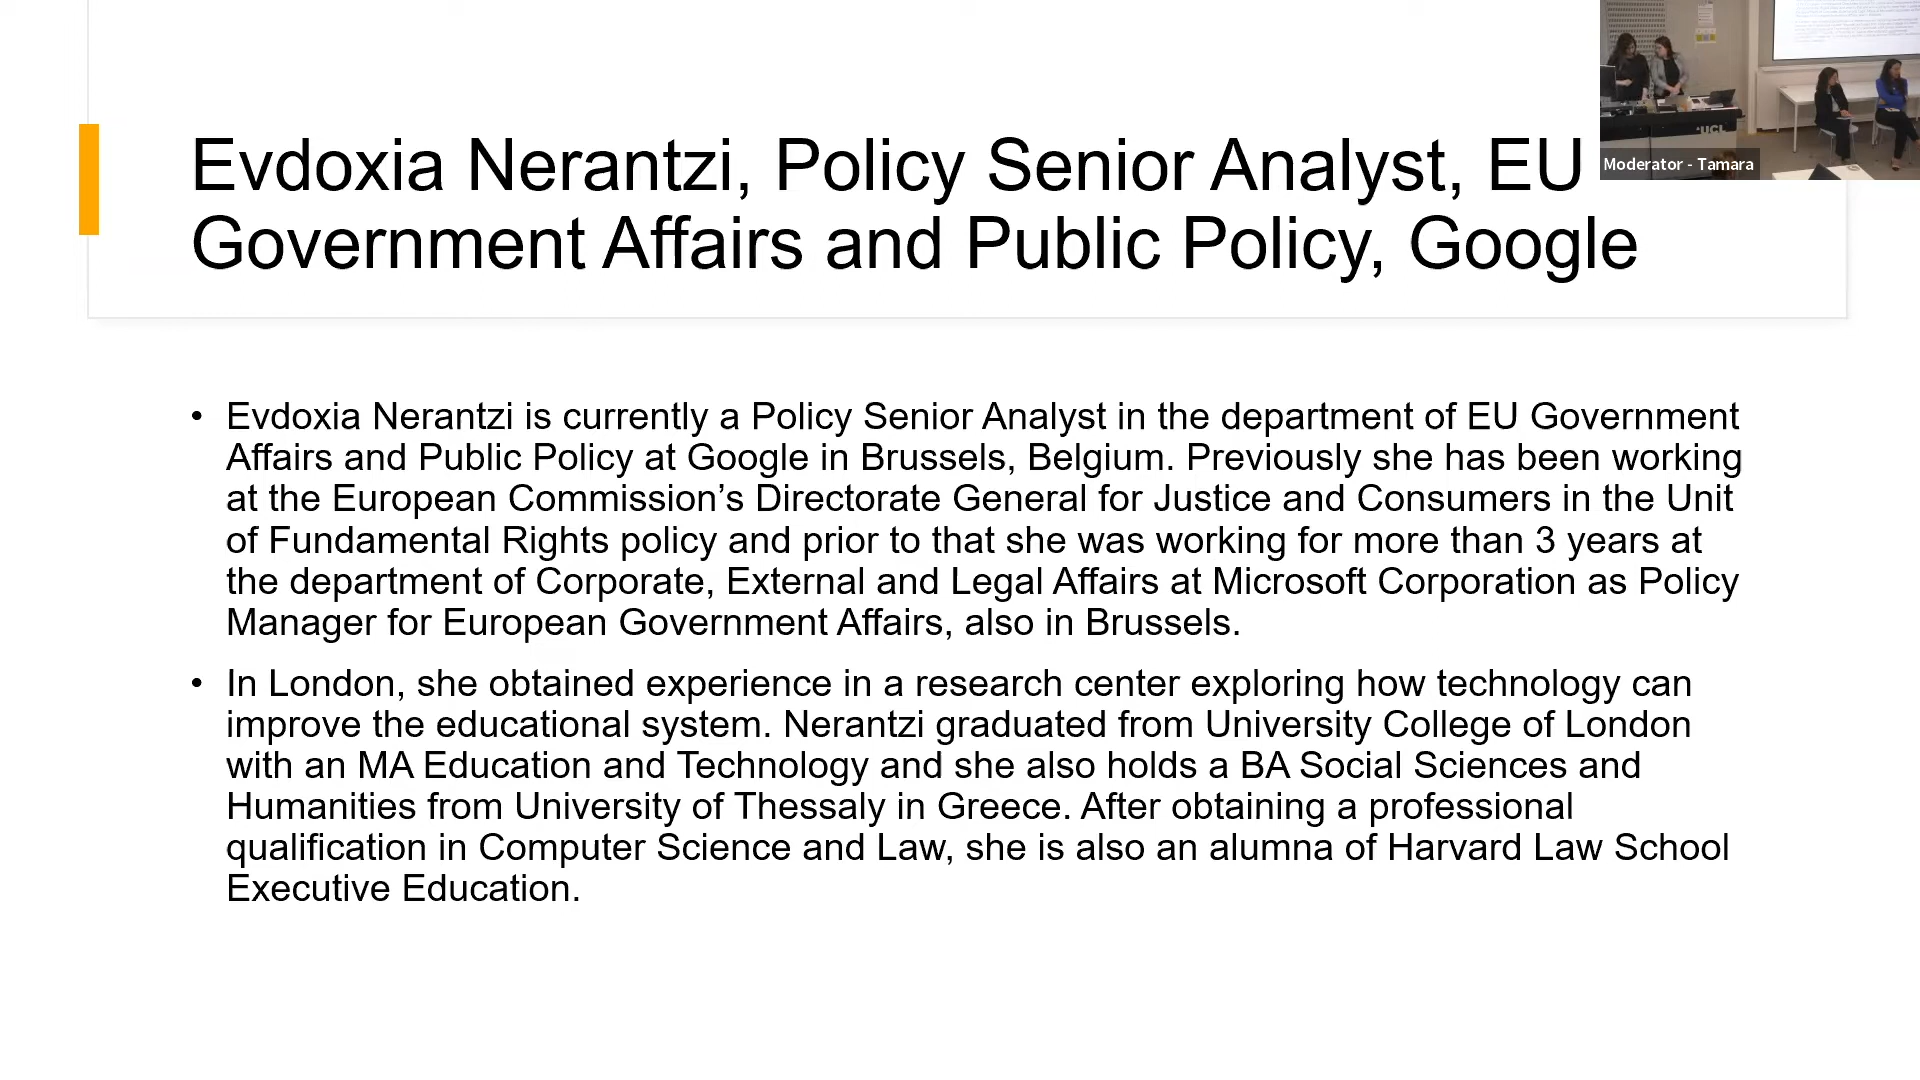 Evdoxia Nerantzi, Policy Senior Analyst, EU
Government Affairs and Public Policy, Google
Moderator - Tamara
UCL
• Evdoxia Nerantzi is currently a Policy Senior Analyst in the department of EU Government
Affairs and Public Policy at Google in Brussels, Belgium. Previously she has been working
at the European Commission’s Directorate General for Justice and Consumers in the Unit
of Fundamental Rights policy and prior to that she was working for more than 3 years at
the department of Corporate, External and Legal Affairs at Microsoft Corporation as Policy
Manager for European Government Affairs, also in Brussels.
• In London, she obtained experience in a research center exploring how technology can
improve the educational system. Nerantzi graduated from University College of London
with an MA Education and Technology and she also holds a BA Social Sciences and
Humanities from University of Thessaly in Greece. After obtaining a professional
qualification in Computer Science and Law, she is also an alumna of Harvard Law School
Executive Education.